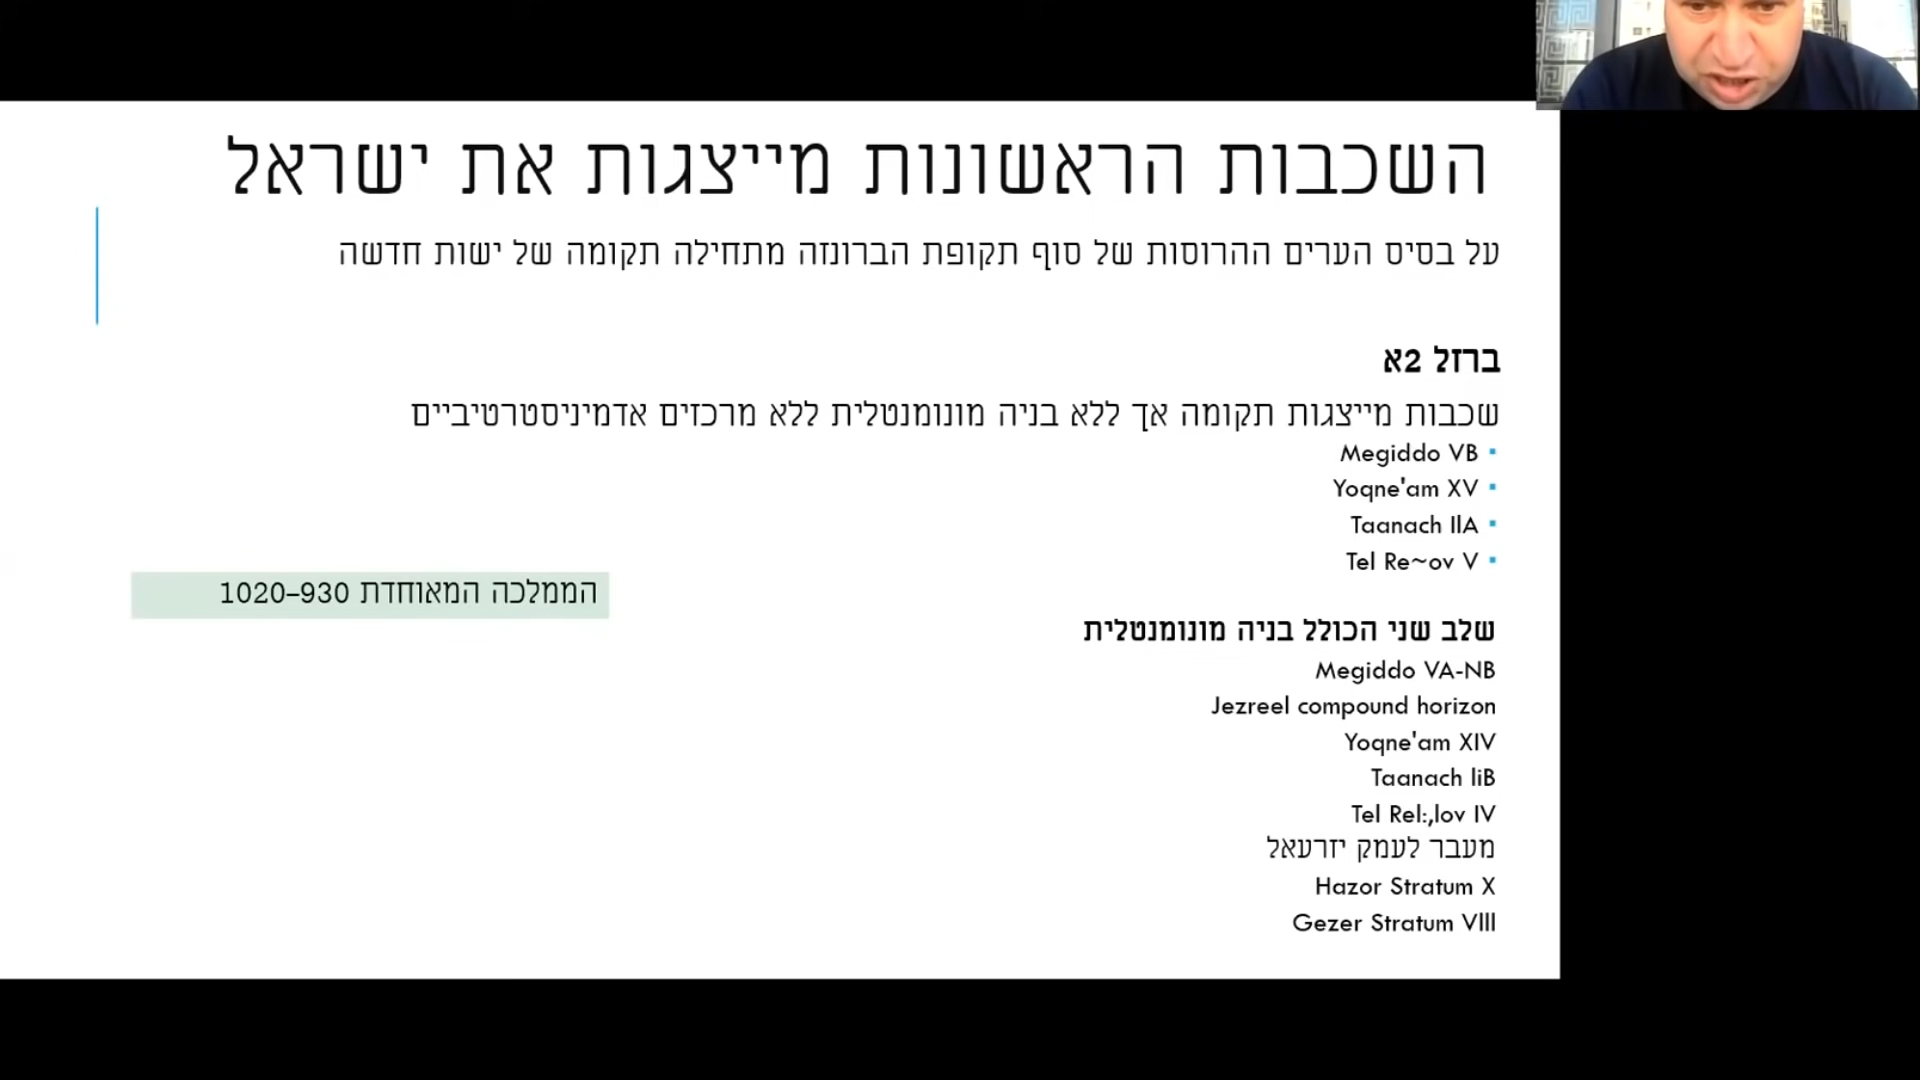 השכבות הראשונות מייצגות את ישראל
על בסיס הערים ההרוסות של סוף תקופת הברונזה מתחילה תקומה של ישות חדשה
ברזל 2א
שכבות מייצגות תקומה אך ללא בניה מונומנטלית ללא מרכזים אדמיניסטרטיביים
Megiddo VB
Yoqne'am XV
Taanach IlA
Tel Re~ov V
הממלכה המאוחדת 1020-930
שלב שני הכולל בניה מונומנטלית
Megiddo VA-NB
Jezreel compound horizon
Yoqne'am XIV
Taanach liB
Tel Rel:,lov IV
מעבר לעמק יזרעאל
Hazor Stratum X
Gezer Stratum Vlll